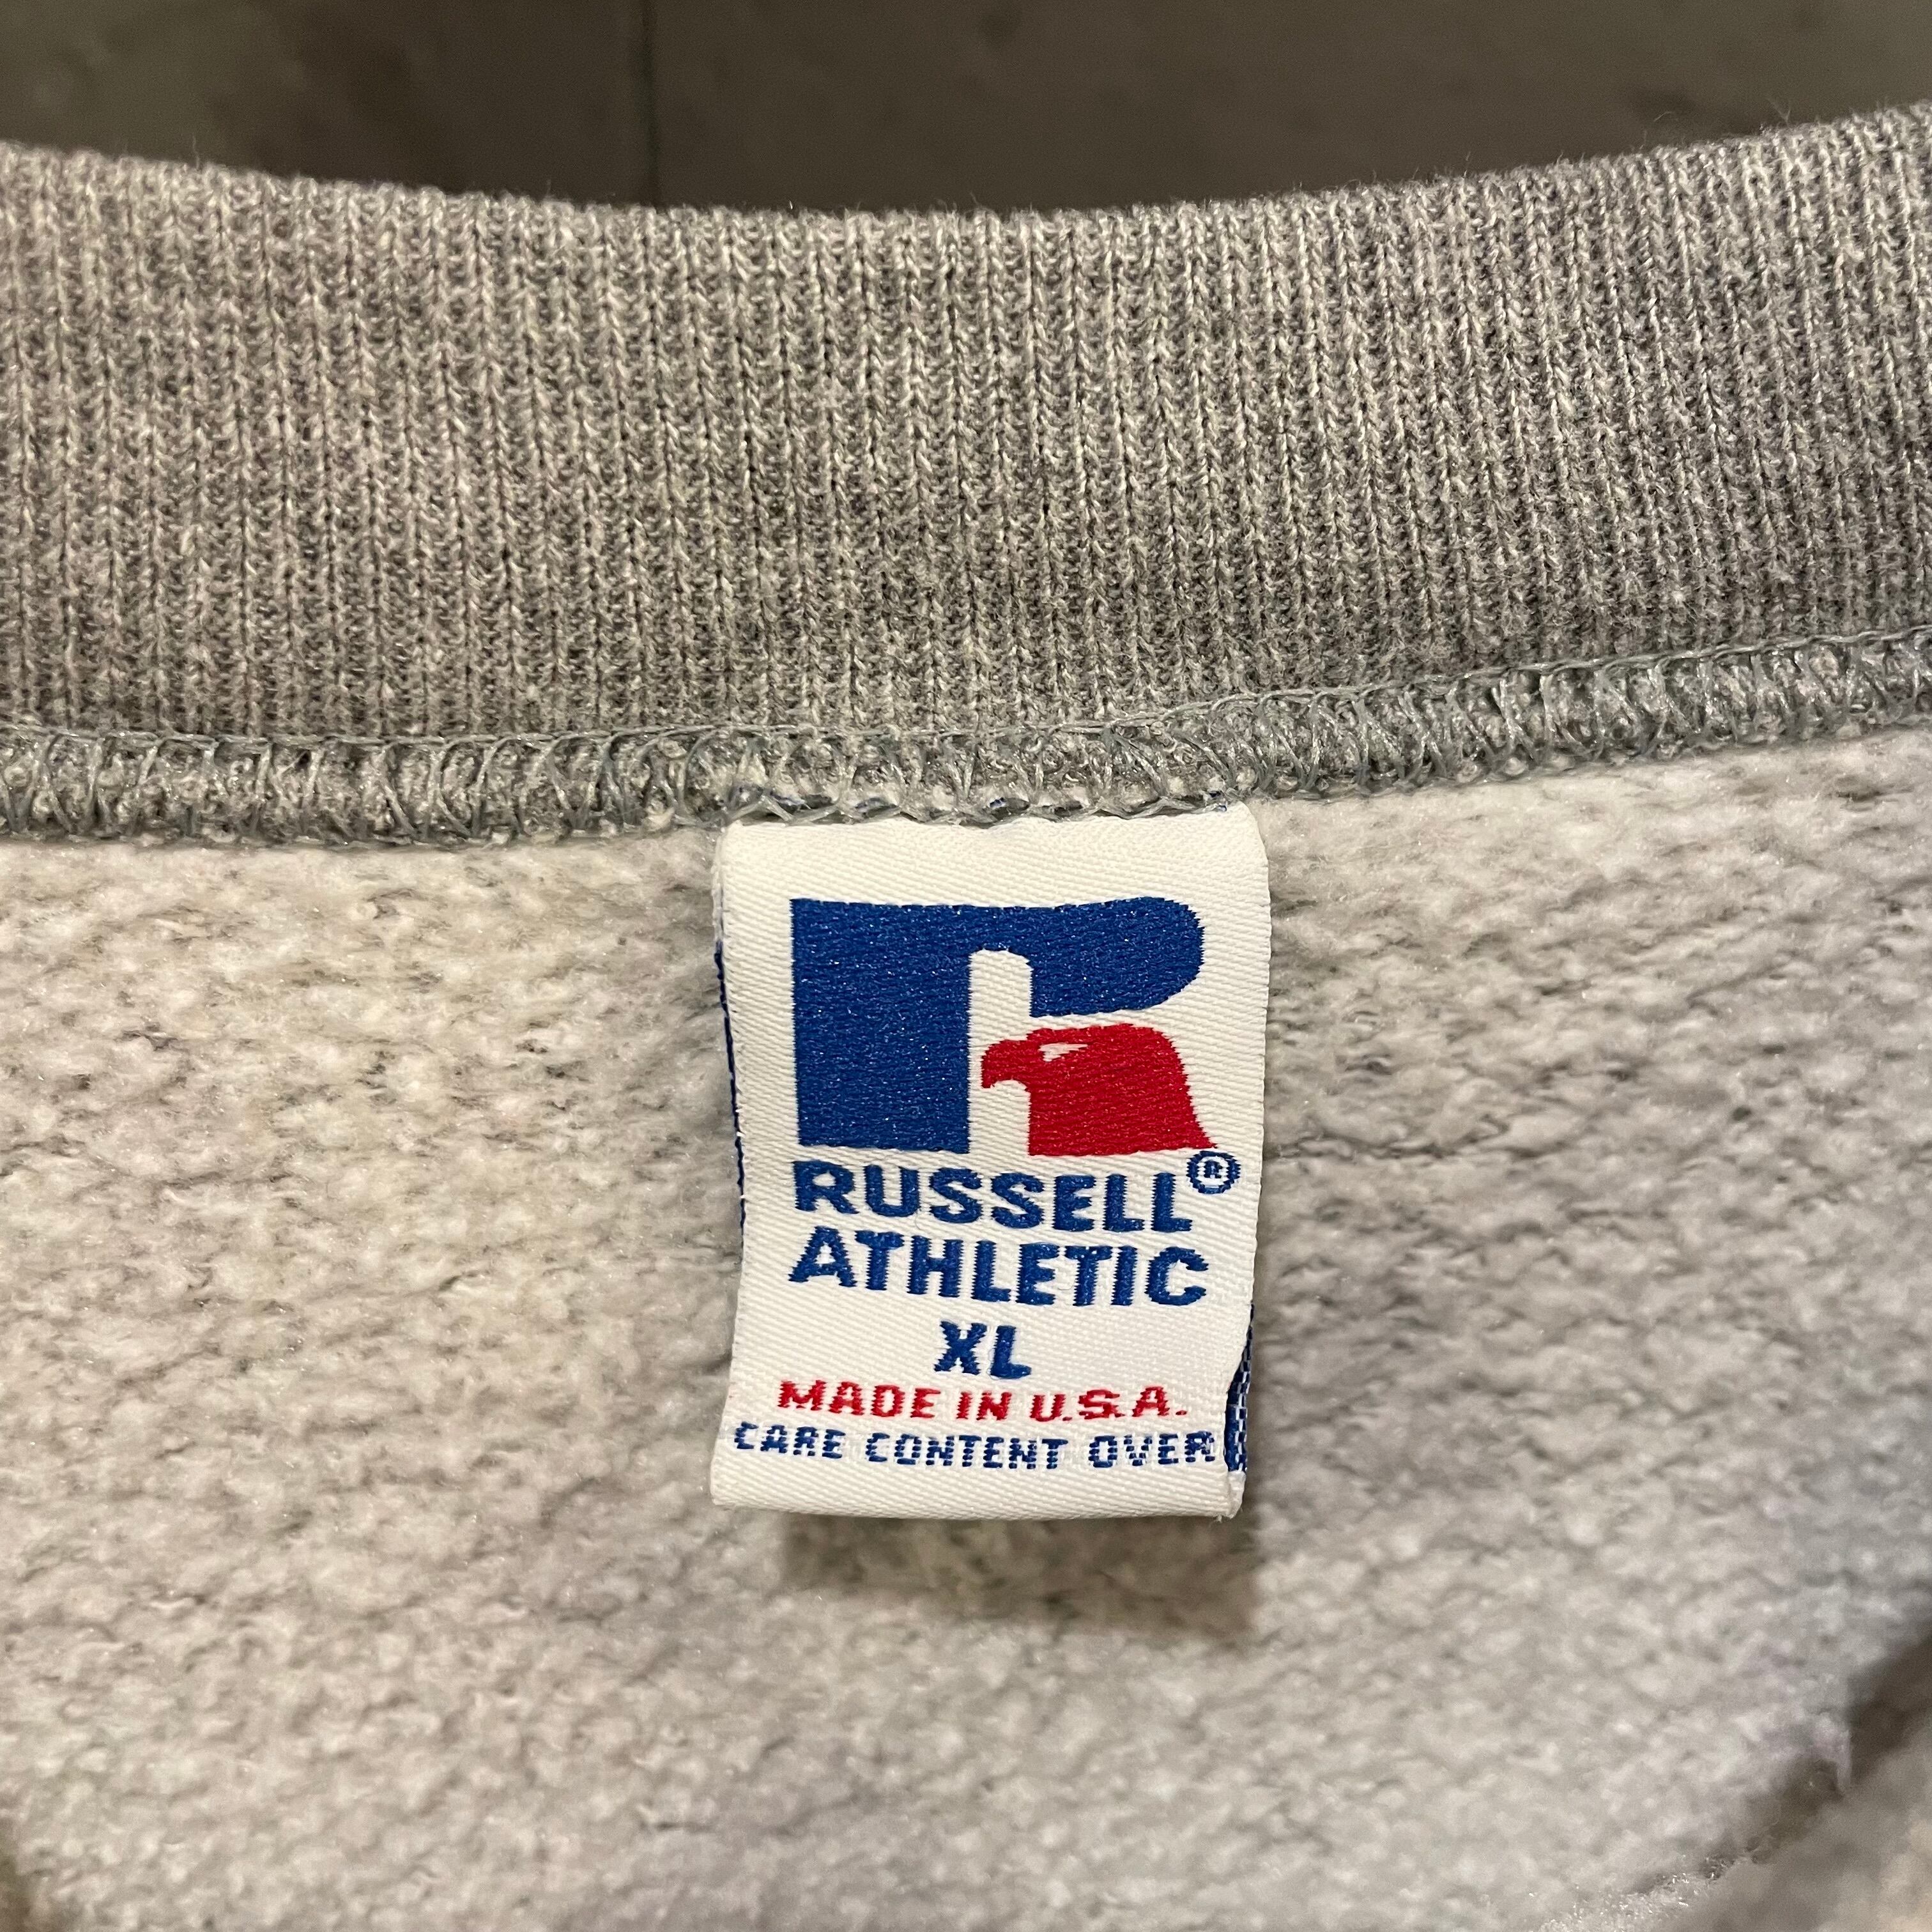 RUSSELL®
ATHLETIC
XL
MADE IN U.S.A.
CARE CONTENT OVER